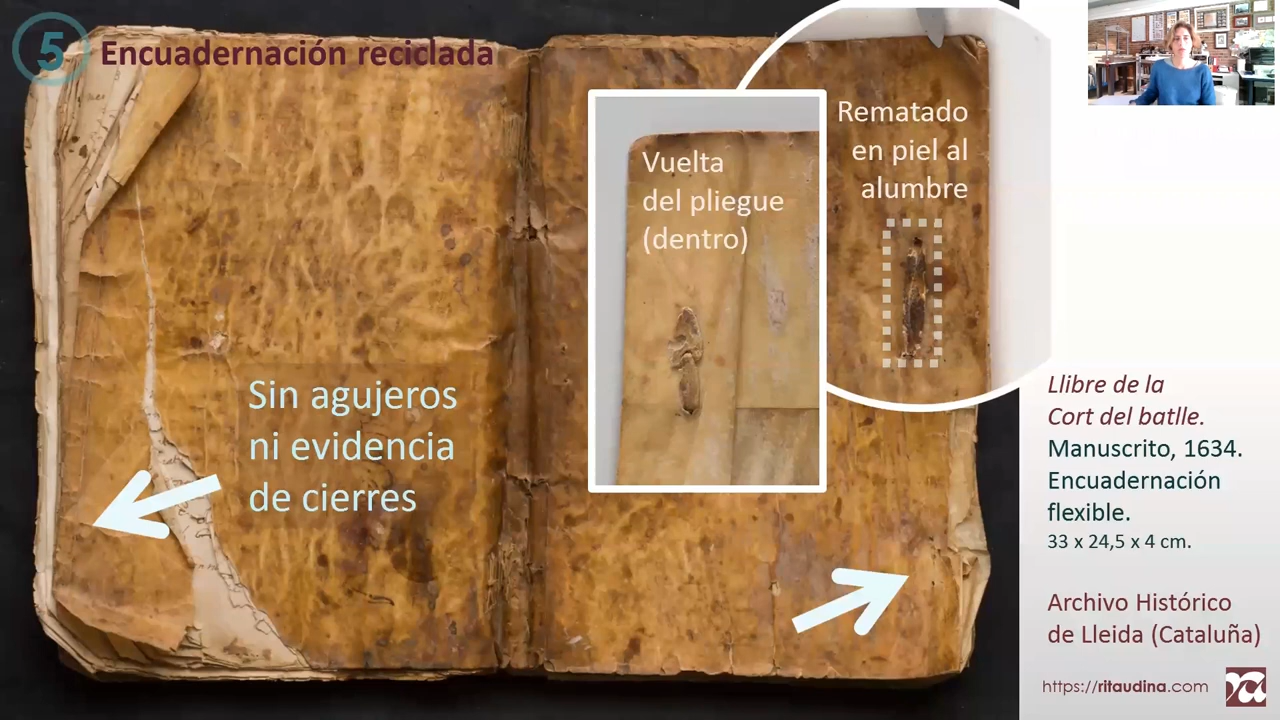 5
Encuadernación reciclada
Rematado
en piel al
alumbre
Vuelta
del pliegue
(dentro)
Sin agujeros
ni evidencia
de cierres
Llibre de la
Cort del batlle.
Manuscrito, 1634.
Encuadernación
flexible.
33 x 24,5 x 4 cm.
Archivo Histórico
de Lleida (Cataluña)
https://ritaudina.com